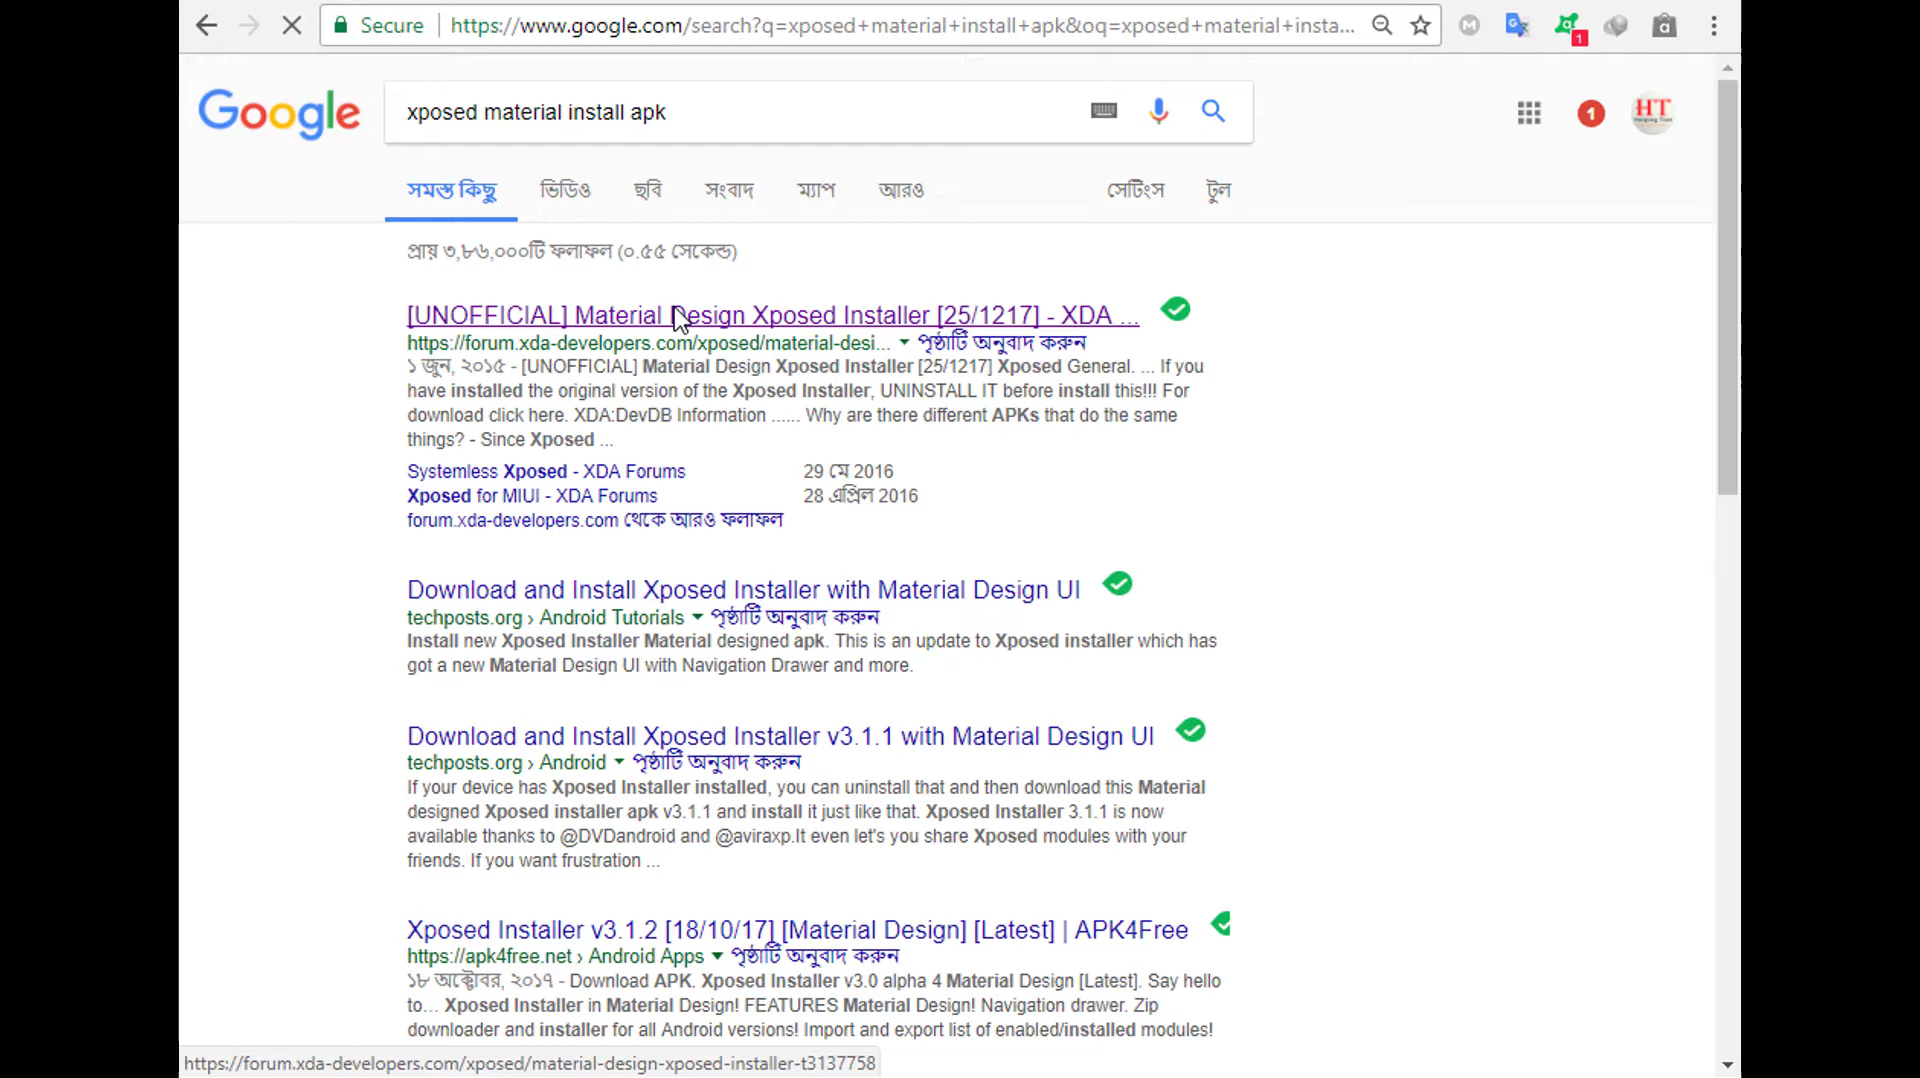 Secure https://www.google.com/search?q=xposed+material+install+apk&oq=xposed+material+insta...
1
Google xposed material install apk 1 HT
সমস্ত কিছু ভিডিও ছবি সংবাদ ম্যাপ আরও সেটিংস টুল
প্রায় ৩,৮৬,০০০টি ফলাফল (০.৫৫ সেকেন্ড)
[UNOFFICIAL] Material Design Xposed Installer [25/1217] - XDA ...
https://forum.xda-developers.com/xposed/material-desi... পৃষ্ঠাটি অনুবাদ করুন
১ জুন, ২০১৫ - [UNOFFICIAL] Material Design Xposed Installer [25/1217] Xposed General. ... If you
have installed the original version of the Xposed Installer, UNINSTALL IT before install this!!! For
download click here. XDA:DevDB Information ...... Why are there different APKs that do the same
things? - Since Xposed ...
Systemless Xposed - XDA Forums 29 মে 2016
Xposed for MIUI - XDA Forums 28 এপ্রিল 2016
forum.xda-developers.com থেকে আরও ফলাফল
Download and Install Xposed Installer with Material Design UI
techposts.org › Android Tutorials পৃষ্ঠাটি অনুবাদ করুন
Install new Xposed Installer Material designed apk. This is an update to Xposed installer which has
got a new Material Design UI with Navigation Drawer and more.
Download and Install Xposed Installer v3.1.1 with Material Design UI
techposts.org › Android পৃষ্ঠাটি অনুবাদ করুন
If your device has Xposed Installer installed, you can uninstall that and then download this Material
designed Xposed installer apk v3.1.1 and install it just like that. Xposed Installer 3.1.1 is now
available thanks to @DVDandroid and @aviraxp.It even let's you share Xposed modules with your
friends. If you want frustration ...
Xposed Installer v3.1.2 [18/10/17] [Material Design] [Latest] | APK4Free
https://apk4free.net › Android Apps পৃষ্ঠাটি অনুবাদ করুন
১৮ অক্টোবর, ২০১৭ - Download APK. Xposed Installer v3.0 alpha 4 Material Design [Latest]. Say hello
to... Xposed Installer in Material Design! FEATURES Material Design! Navigation drawer. Zip
downloader and installer for all Android versions! Import and export list of enabled/installed modules!
https://forum.xda-developers.com/xposed/material-design-xposed-installer-t3137758